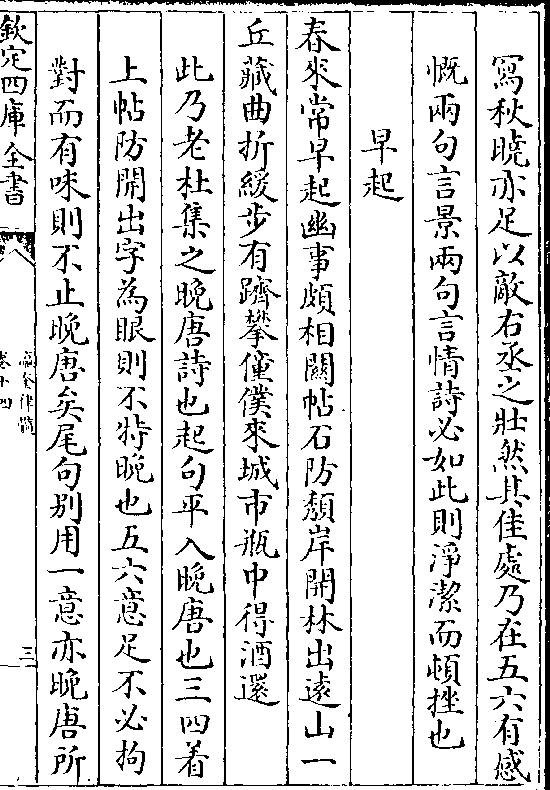 寫秋曉亦足以敵右丞之壯然其佳處乃在五六有感
慨兩句言景兩句言情詩必如此則淨潔而頓挫也
早起
春來常早起幽事頗相關帖石防頹岸開林出遠山一
丘藏曲折緩步有躋攀僮僕來城市瓶中得酒還
此乃老杜集之晚唐詩也起句平入晚唐也三四着
上帖防開出字為眼則不特晚也五六意足不必拘
對而有味則不止晚唐矣尾句别用一意亦晚唐所
欽定四庫全書
瀛奎律髓
卷十四
三